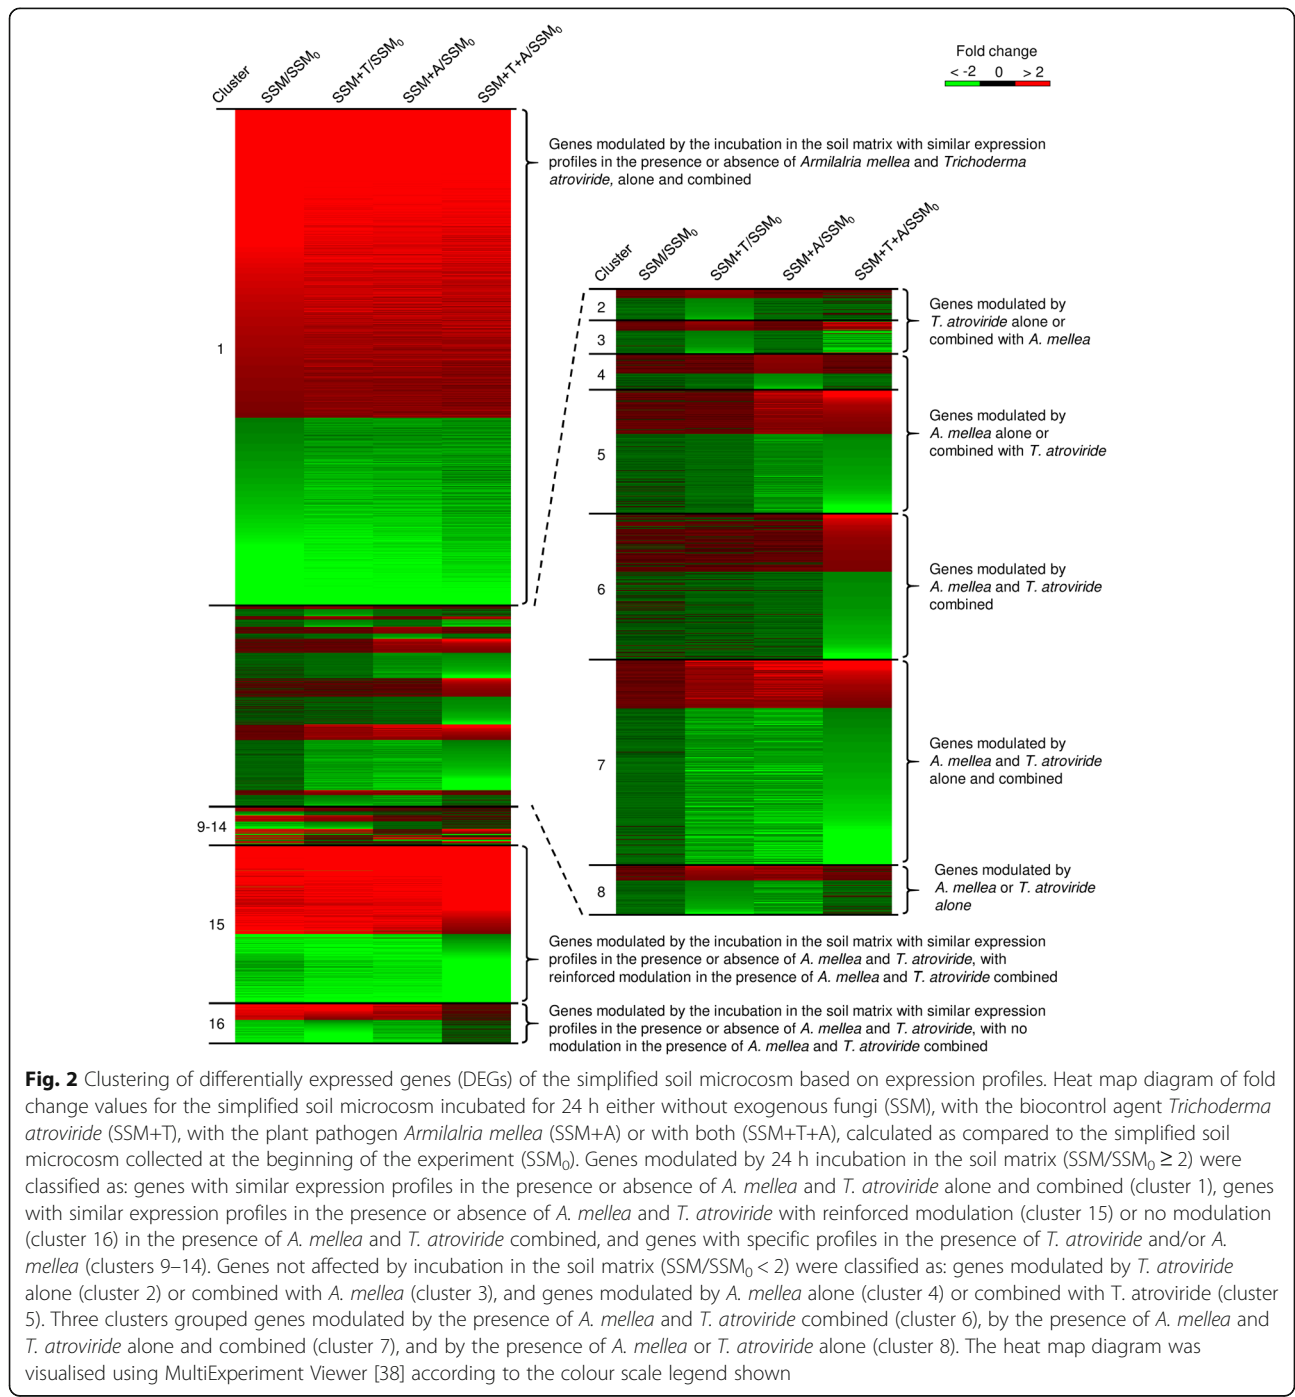 Cluster
SSM/SSM0
SSM+T/SSM0
SSM+A/SSM0
SSM+T+A/SSM0
Fold change
< -2 0 > 2
Genes modulated by the incubation in the soil matrix with similar expression
profiles in the presence or absence of Armilalria mellea and Trichoderma
atroviride, alone and combined
1
9-14
15
16
Cluster
SSM/SSM0
SSM+T/SSM0
SSM+A/SSM0
SSM+T+A/SSM0
2
3
4
5
6
7
8
Genes modulated by
T. atroviride alone or
combined with A. mellea
Genes modulated by
A. mellea alone or
combined with T. atroviride
Genes modulated by
A. mellea and T. atroviride
combined
Genes modulated by
A. mellea and T. atroviride
alone and combined
Genes modulated by
A. mellea or T. atroviride
alone
Genes modulated by the incubation in the soil matrix with similar expression
profiles in the presence or absence of A. mellea and T. atroviride, with
reinforced modulation in the presence of A. mellea and T. atroviride combined
Genes modulated by the incubation in the soil matrix with similar expression
profiles in the presence or absence of A. mellea and T. atroviride, with no
modulation in the presence of A. mellea and T. atroviride combined
Fig. 2 Clustering of differentially expressed genes (DEGs) of the simplified soil microcosm based on expression profiles. Heat map diagram of fold
change values for the simplified soil microcosm incubated for 24 h either without exogenous fungi (SSM), with the biocontrol agent Trichoderma
atroviride (SSM+T), with the plant pathogen Armilalria mellea (SSM+A) or with both (SSM+T+A), calculated as compared to the simplified soil
microcosm collected at the beginning of the experiment (SSM0). Genes modulated by 24 h incubation in the soil matrix (SSM/SSM0 ≥ 2) were
classified as: genes with similar expression profiles in the presence or absence of A. mellea and T. atroviride alone and combined (cluster 1), genes
with similar expression profiles in the presence or absence of A. mellea and T. atroviride with reinforced modulation (cluster 15) or no modulation
(cluster 16) in the presence of A. mellea and T. atroviride combined, and genes with specific profiles in the presence of T. atroviride and/or A.
mellea (clusters 9–14). Genes not affected by incubation in the soil matrix (SSM/SSM0 < 2) were classified as: genes modulated by T. atroviride
alone (cluster 2) or combined with A. mellea (cluster 3), and genes modulated by A. mellea alone (cluster 4) or combined with T. atroviride (cluster
5). Three clusters grouped genes modulated by the presence of A. mellea and T. atroviride combined (cluster 6), by the presence of A. mellea and
T. atroviride alone and combined (cluster 7), and by the presence of A. mellea or T. atroviride alone (cluster 8). The heat map diagram was
visualised using MultiExperiment Viewer [38] according to the colour scale legend shown